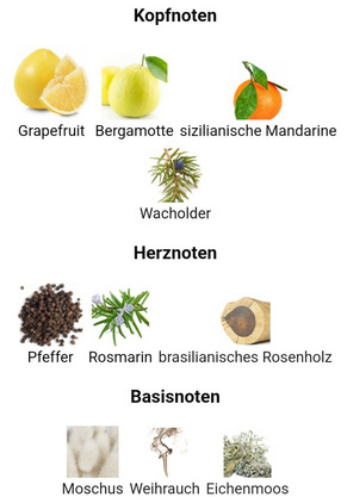 Kopfnoten
Grapefruit Bergamotte sizilianische Mandarine
Wacholder
Herznoten
Pfeffer Rosmarin brasilianisches Rosenholz
Basisnoten
Moschus Weihrauch Eichenmoos